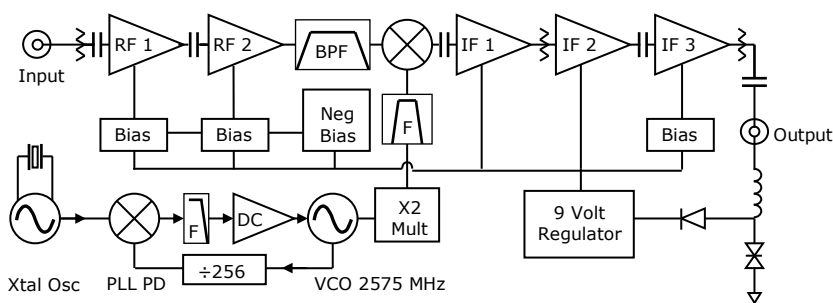 RF 1
RF 2
BPF
IF 1
IF 2
IF 3
Input
Bias
Bias
Neg
Bias
F
Bias
Output
F
DC
X2
Mult
9 Volt
Regulator
÷256
Xtal Osc
PLL PD
VCO 2575 MHz